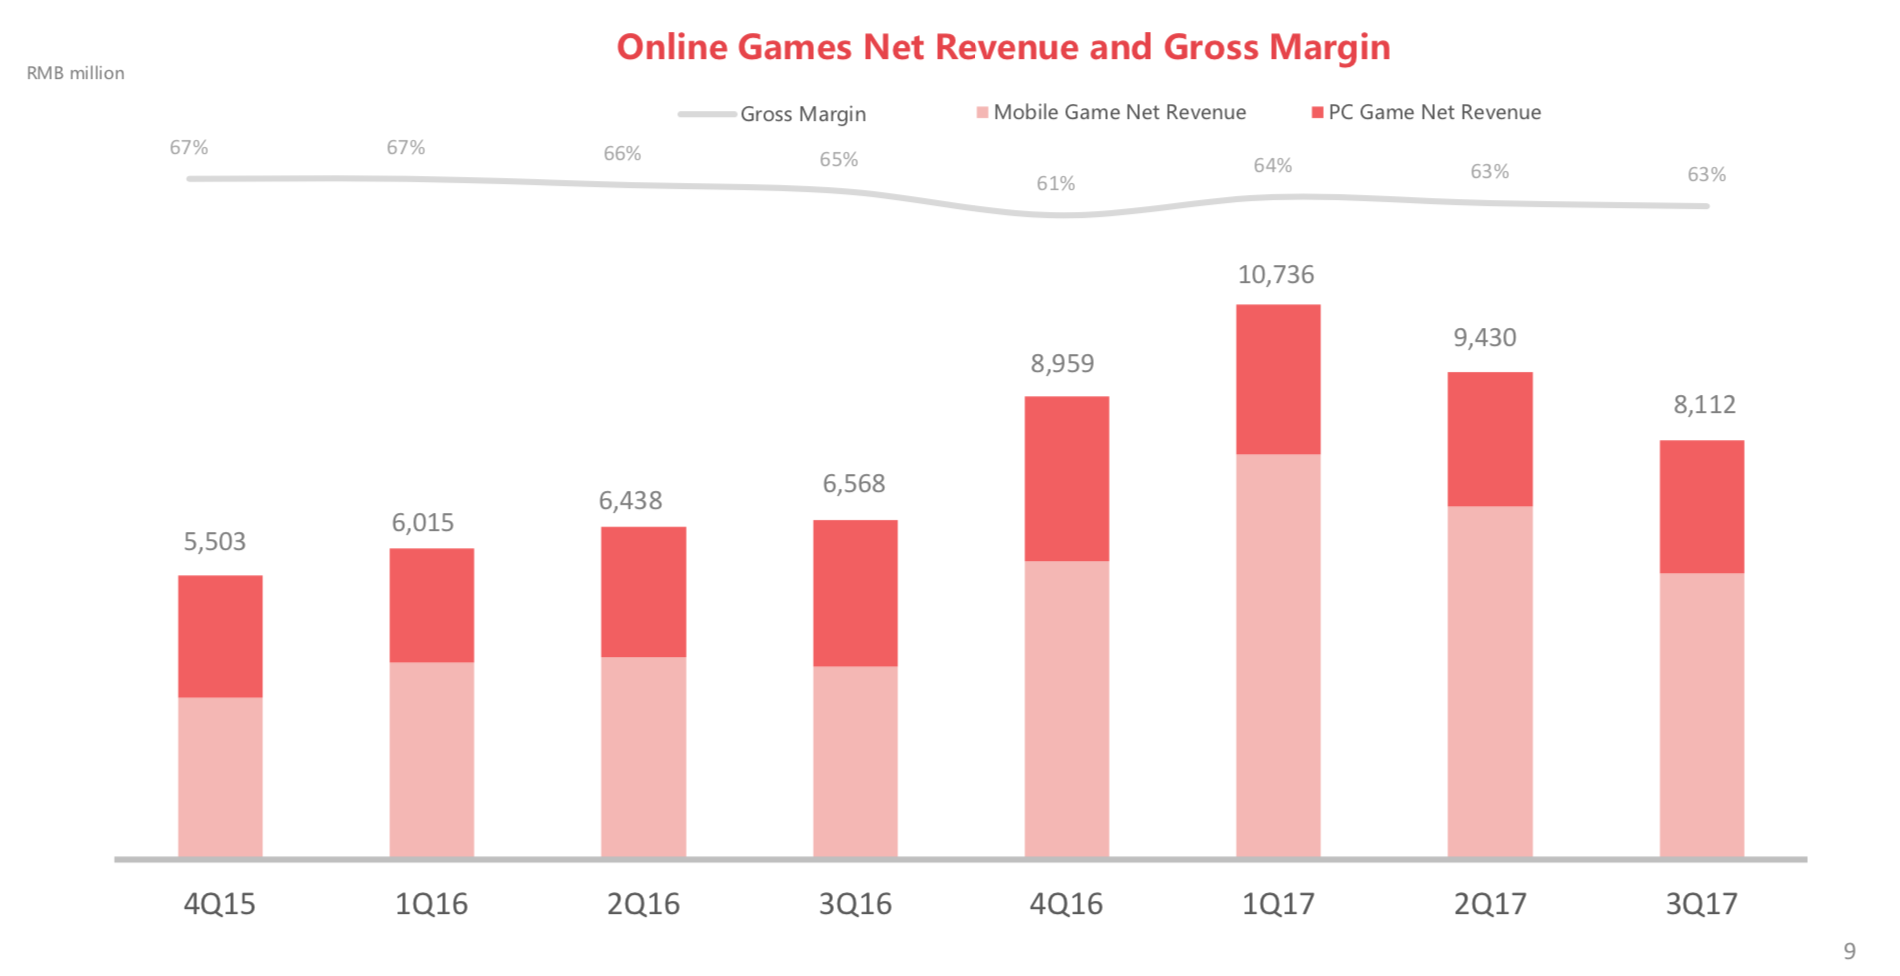 Online Games Net Revenue and Gross Margin
RMB million
Gross Margin
Mobile Game Net Revenue
PC Game Net Revenue
67%
67%
66%
65%
61%
64%
63%
63%
5,503
6,015
6,438
6,568
8,959
10,736
9,430
8,112
4Q15
1Q16
2Q16
3Q16
4Q16
1Q17
2Q17
3Q17
9